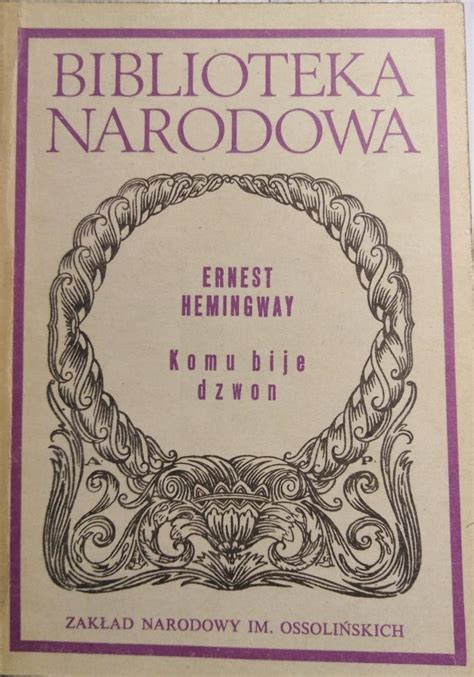 BIBLIOTEKA
NARODOWA
ERNEST
HEMINGWAY
Komu bije
dzwon
A
P.
ZAKŁAD NARODOWY IM. OSSOLIŃSKICH